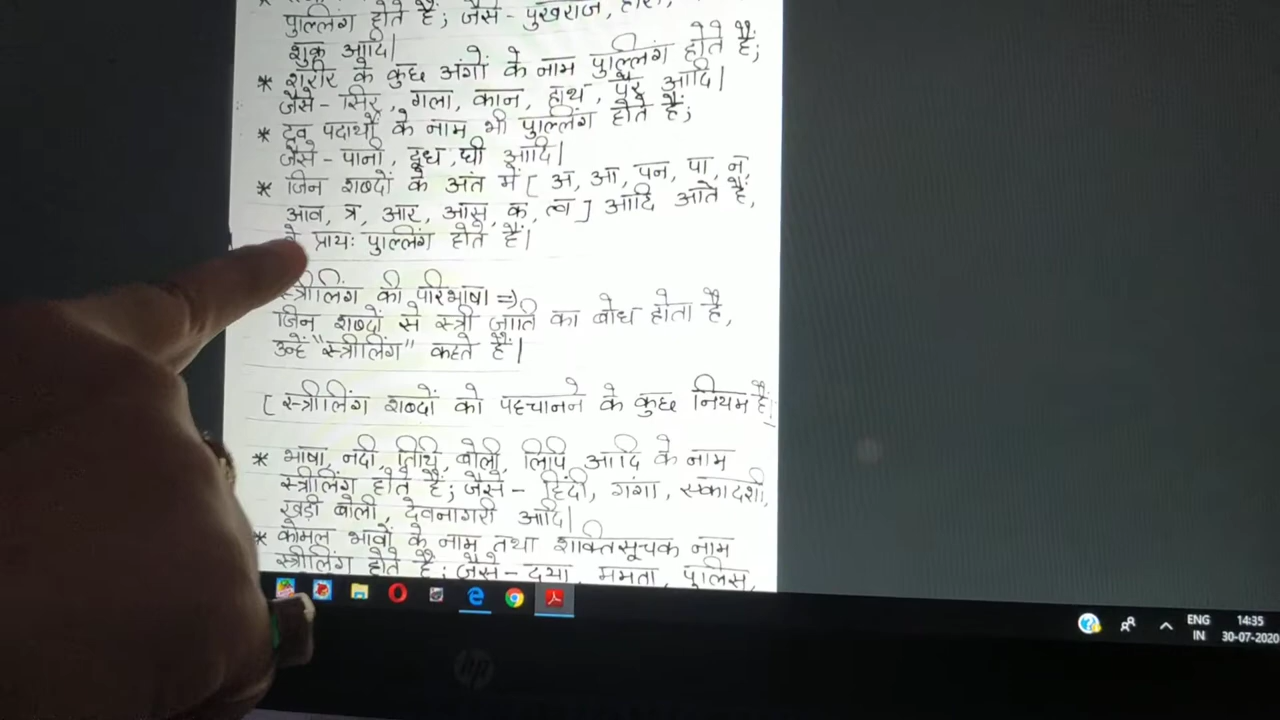 पुल्लिंग होते हैं; जैसे - पुखराज, हीरा,
शुक्र आदि।
* शरीर के कुछ अंगों के नाम पुल्लिंग होते हैं;
जैसे - सिर, गला, कान, हाथ, पैर आदि।
* द्रव पदार्थों के नाम भी पुल्लिंग होते हैं;
जैसे - पानी, दूध, घी आदि।
* जिन शब्दों के अंत में [ अ, आ, पन, पा, न,
आव, त्र, आर, आस, क, त्व ] आदि आते हैं,
वे प्रायः पुल्लिंग होते हैं।
स्त्रीलिंग की परिभाषा =>
जिन शब्दों से स्त्री जाति का बोध होता है,
उन्हें "स्त्रीलिंग" कहते हैं।
[ स्त्रीलिंग शब्दों को पहचानने के कुछ नियम हैं:
* भाषा, नदी, तिथि, बोली, लिपि आदि के नाम
स्त्रीलिंग होते हैं; जैसे - हिंदी, गंगा, एकादशी,
खड़ी बोली, देवनागरी आदि।
* कोमल भावों के नाम तथा शक्तिसूचक नाम
स्त्रीलिंग होते हैं; जैसे - दया, ममता, पुलिस,
ENG 14:35
IN 30-07-2020
hp